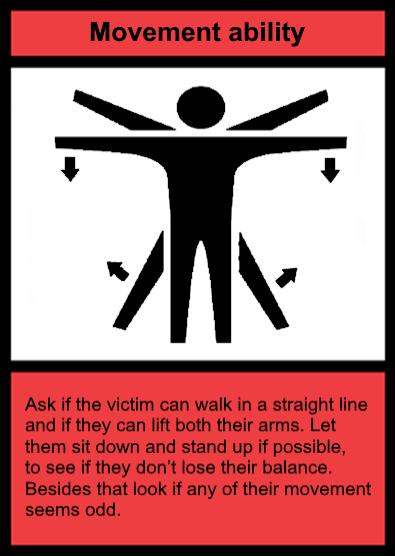 Movement ability
Ask if the victim can walk in a straight line
and if they can lift both their arms. Let
them sit down and stand up if possible,
to see if they don't lose their balance.
Besides that look if any of their movement
seems odd.